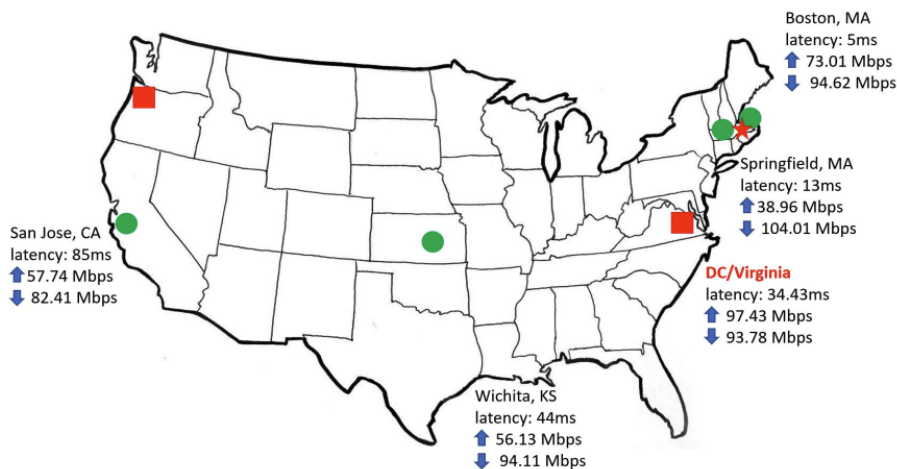 Boston, MA
latency: 5ms
73.01 Mbps
94.62 Mbps
Springfield, MA
latency: 13ms
38.96 Mbps
104.01 Mbps
San Jose, CA
latency: 85ms
57.74 Mbps
82.41 Mbps
DC/Virginia
latency: 34.43ms
97.43 Mbps
93.78 Mbps
Wichita, KS
latency: 44ms
56.13 Mbps
94.11 Mbps